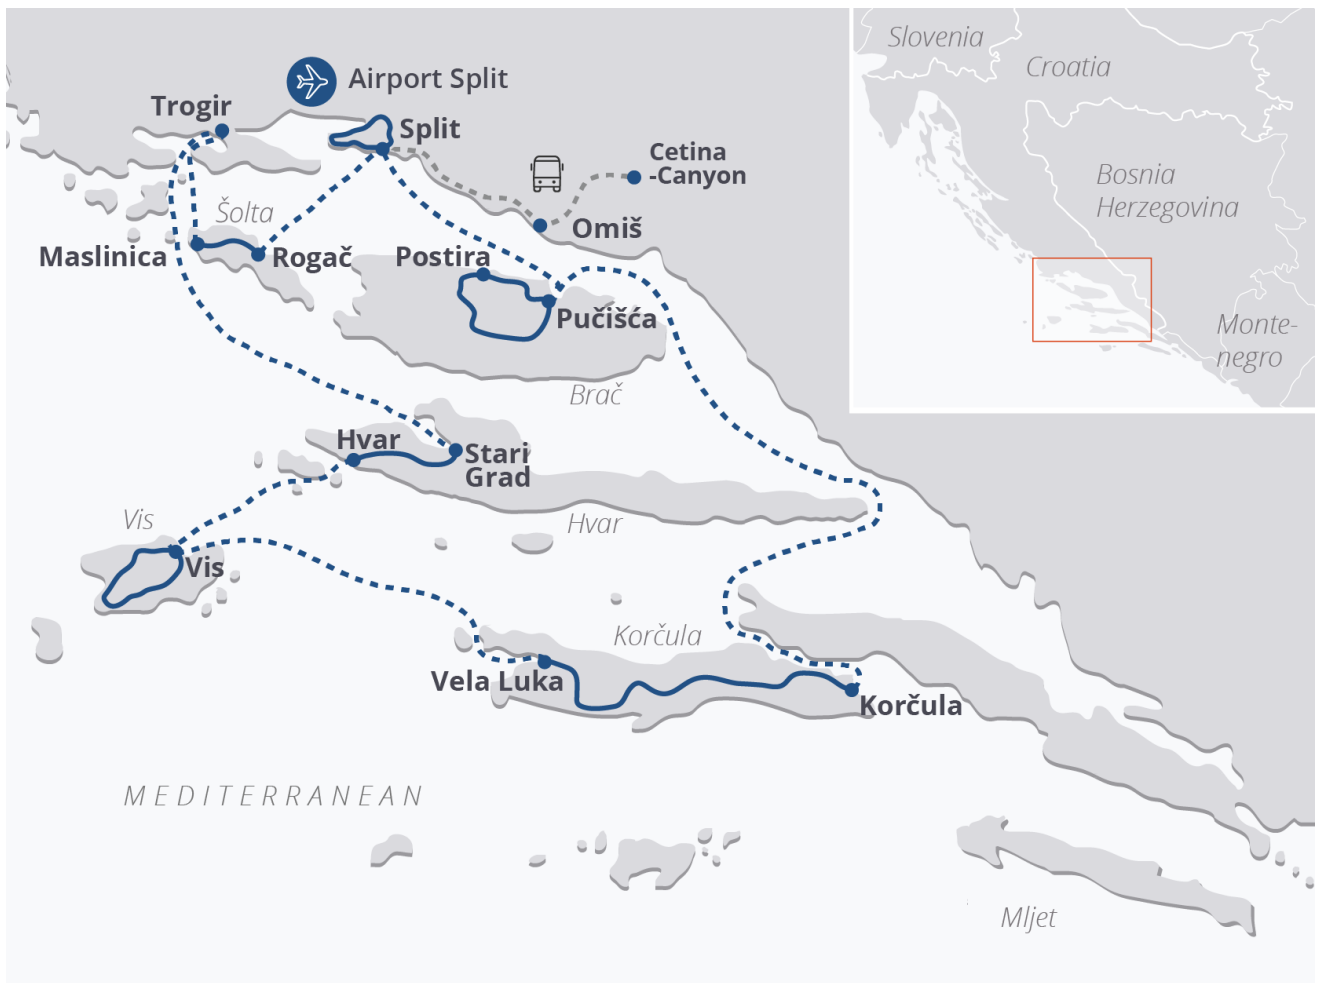 Slovenia
Croatia
Airport Split
Trogir
Split
Cetina
-Canyon
Bosnia
Herzegovina
Šolta
Omiš
Maslinica
Rogač
Postira
Pučišća
Monte-
negro
Brač
Hvar
Stari
Grad
Vis
Hvar
Vis
Korčula
Vela Luka
Korčula
MEDITERRANEAN
Mljet